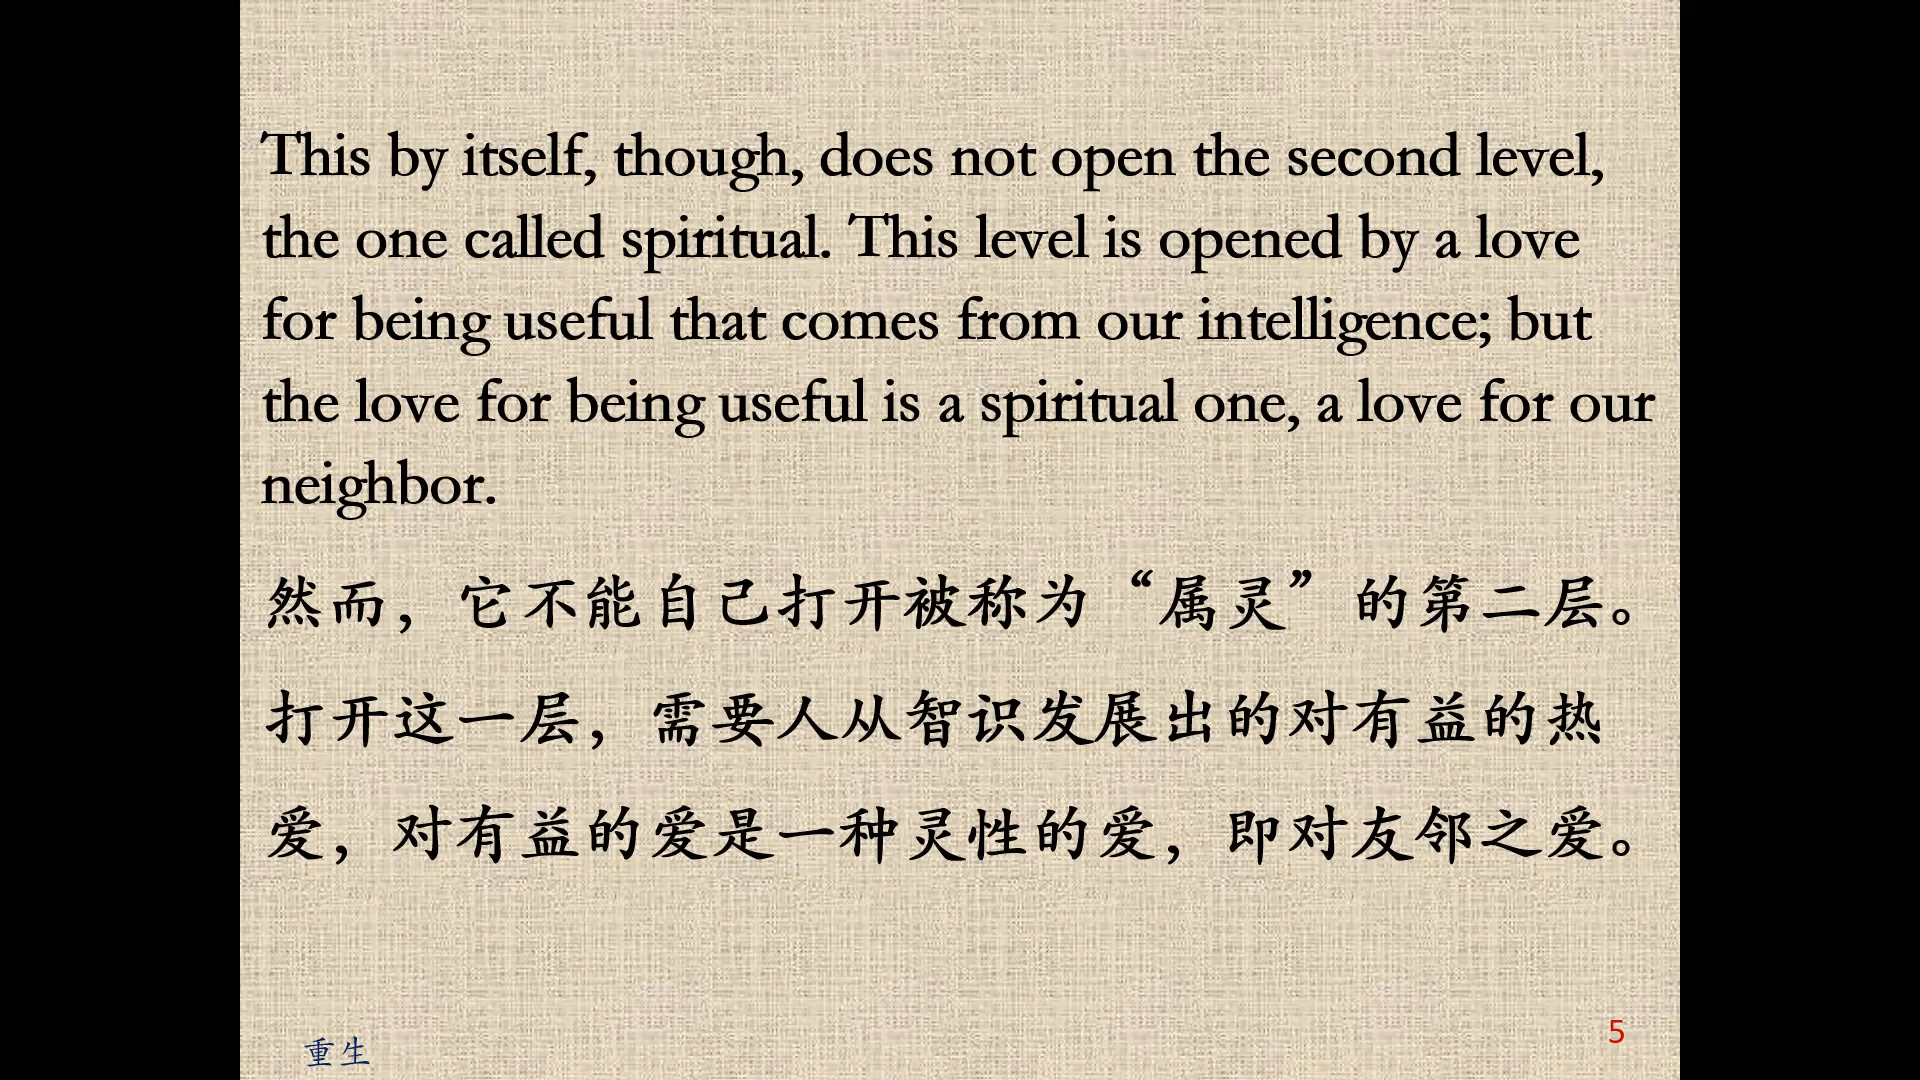 This by itself, though, does not open the second level,
the one called spiritual. This level is opened by a love
for being useful that comes from our intelligence; but
the love for being useful is a spiritual one, a love for our
neighbor.
然而，它不能自己打开被称为“属灵”的第二层。
打开这一层，需要人从智识发展出的对有益的热
爱，对有益的爱是一种灵性的爱，即对友邻之爱。
重生
5